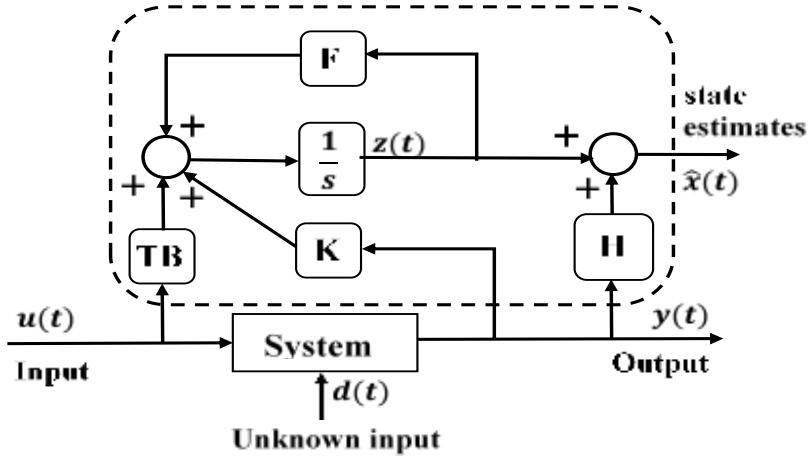 F
+
state
estimates
x̂(t)
+
1
s
z(t)
+
+
+
+
TB
K
H
u(t)
Input
System
y(t)
Output
d(t)
Unknown input